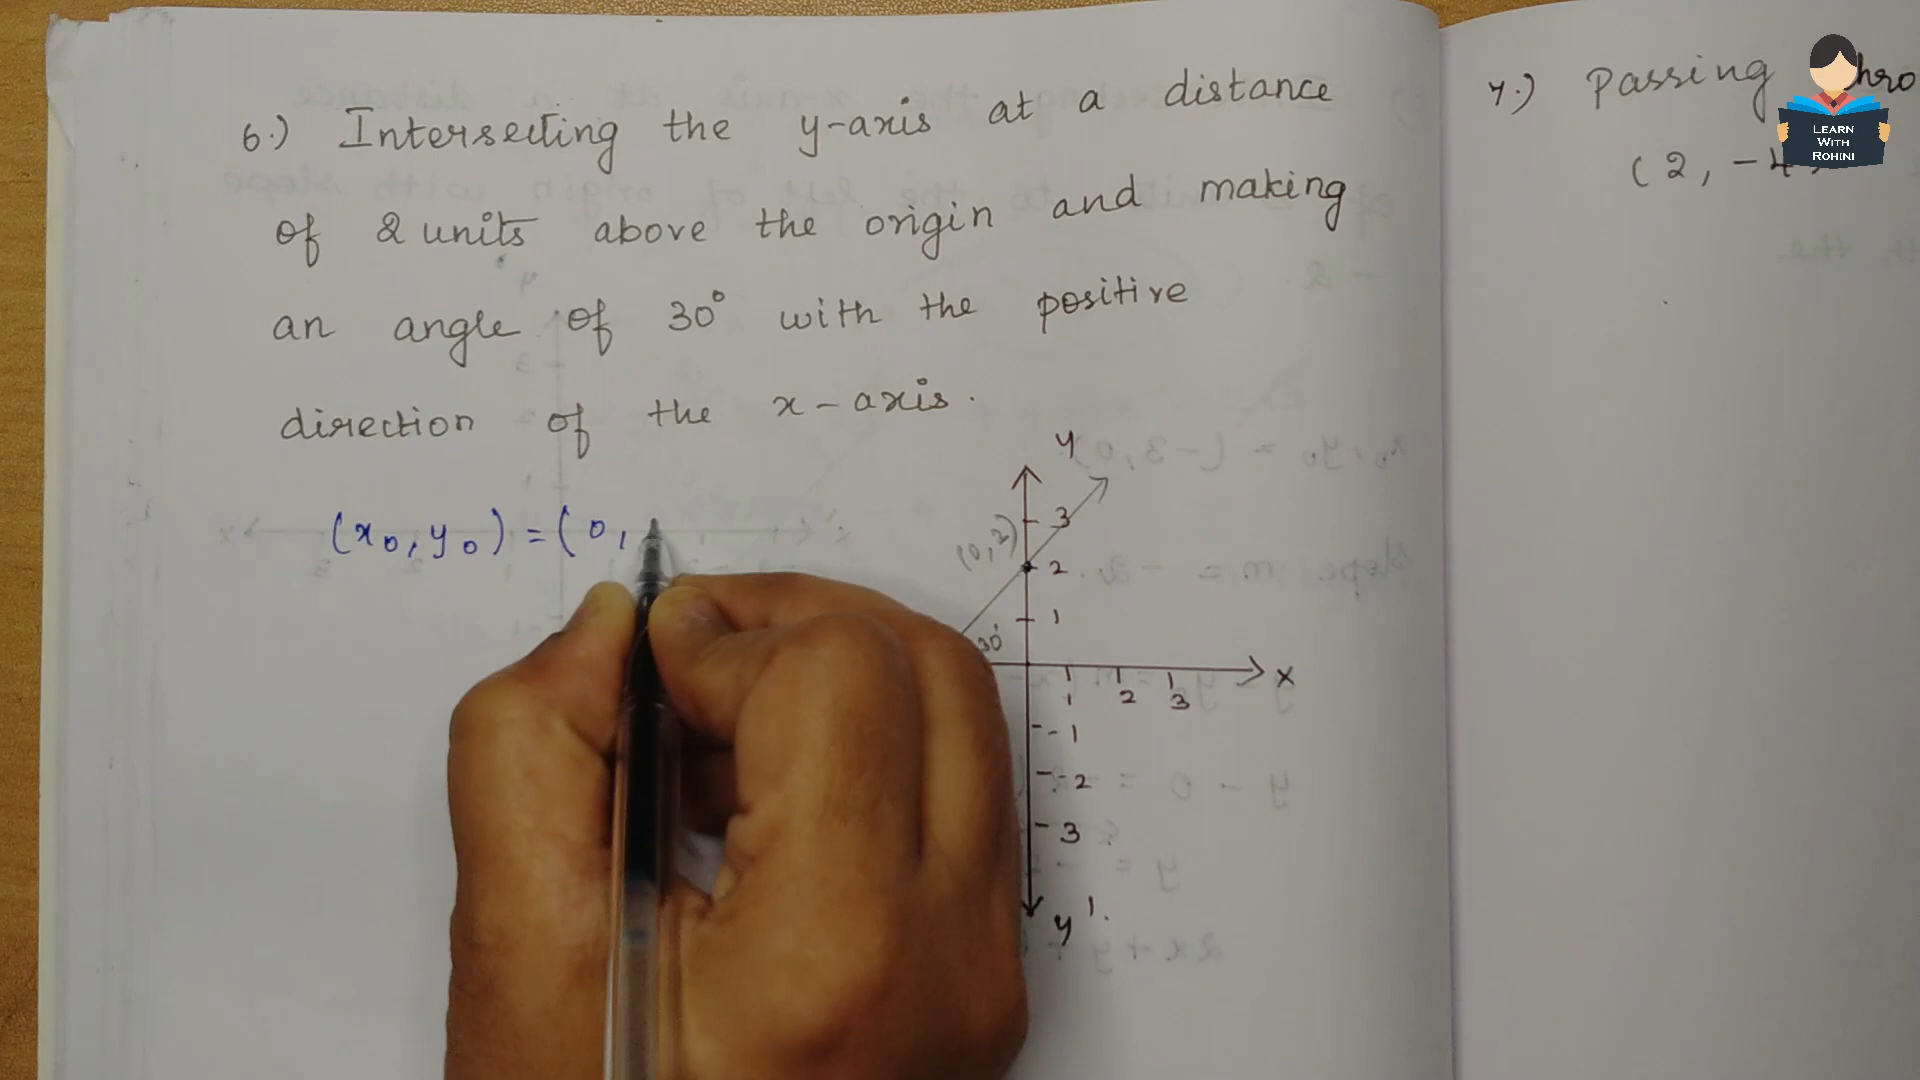 6.) Intersecting the y-axis at a distance
of 2 units above the origin and making
an angle of 30° with the positive
direction of the x-axis.
(x₀, y₀) = (0,
y
3
(0, 2)
2
1
30°
x
1 2 3
-1
-2
-3
y'
7.) Passing
(2, -4
LEARN
With
ROHINI